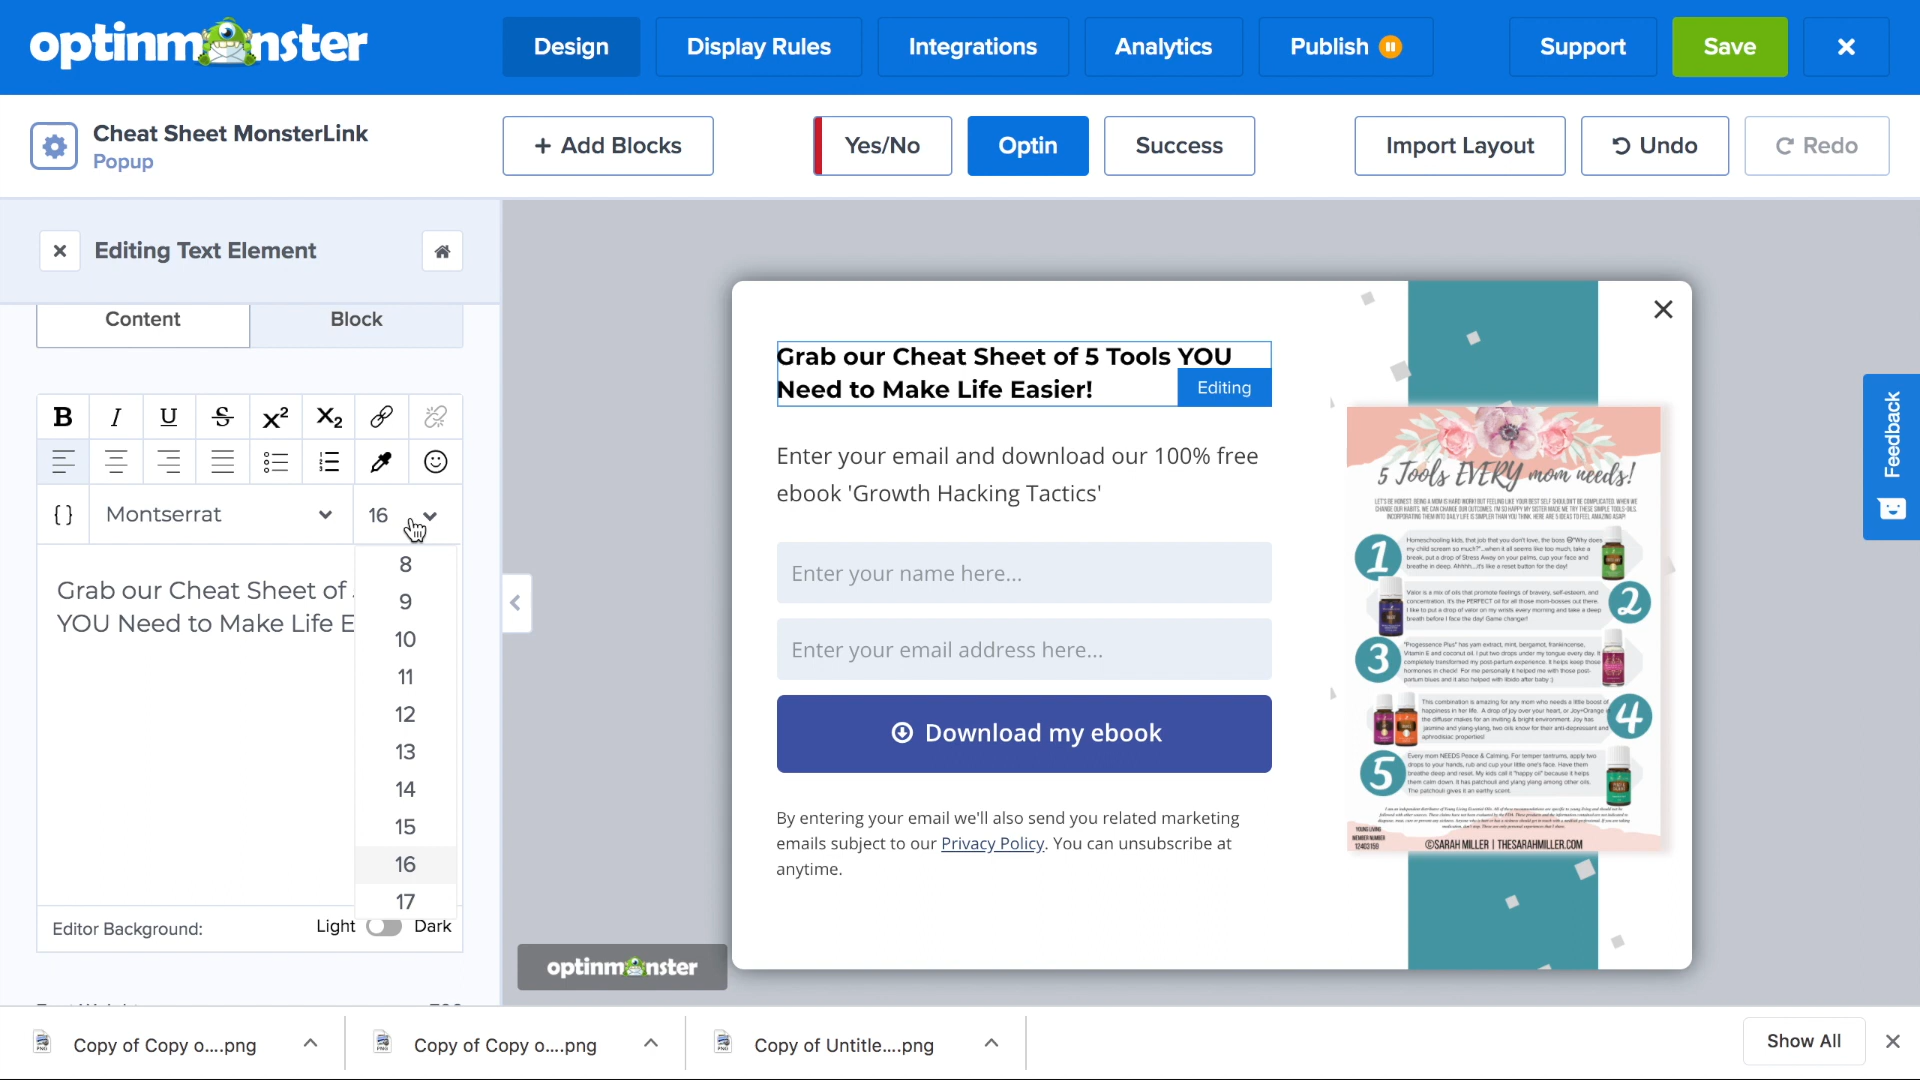 optinmonster
Design
Display Rules
Integrations
Analytics
Publish
Support
Save
Cheat Sheet MonsterLink
Popup
+ Add Blocks
Yes/No
Optin
Success
Import Layout
Undo
Redo
Editing Text Element
Content
Block
B I U S X² X₂
{ }
Montserrat
16
8
9
10
11
12
13
14
15
16
17
Grab our Cheat Sheet of
YOU Need to Make Life E
Editor Background:
Light
Dark
Grab our Cheat Sheet of 5 Tools YOU
Need to Make Life Easier!
Editing
Enter your email and download our 100% free
ebook 'Growth Hacking Tactics'
Enter your name here...
Enter your email address here...
Download my ebook
By entering your email we'll also send you related marketing
emails subject to our Privacy Policy. You can unsubscribe at
anytime.
5 Tools EVERY mom needs!
1
2
3
4
5
YOUNG LIVING
MEMBER NUMBER
12403159
©SARAH MILLER | THESARAHMILLER.COM
Feedback
optinmonster
Copy of Copy o....png
Copy of Copy o....png
Copy of Untitle....png
Show All